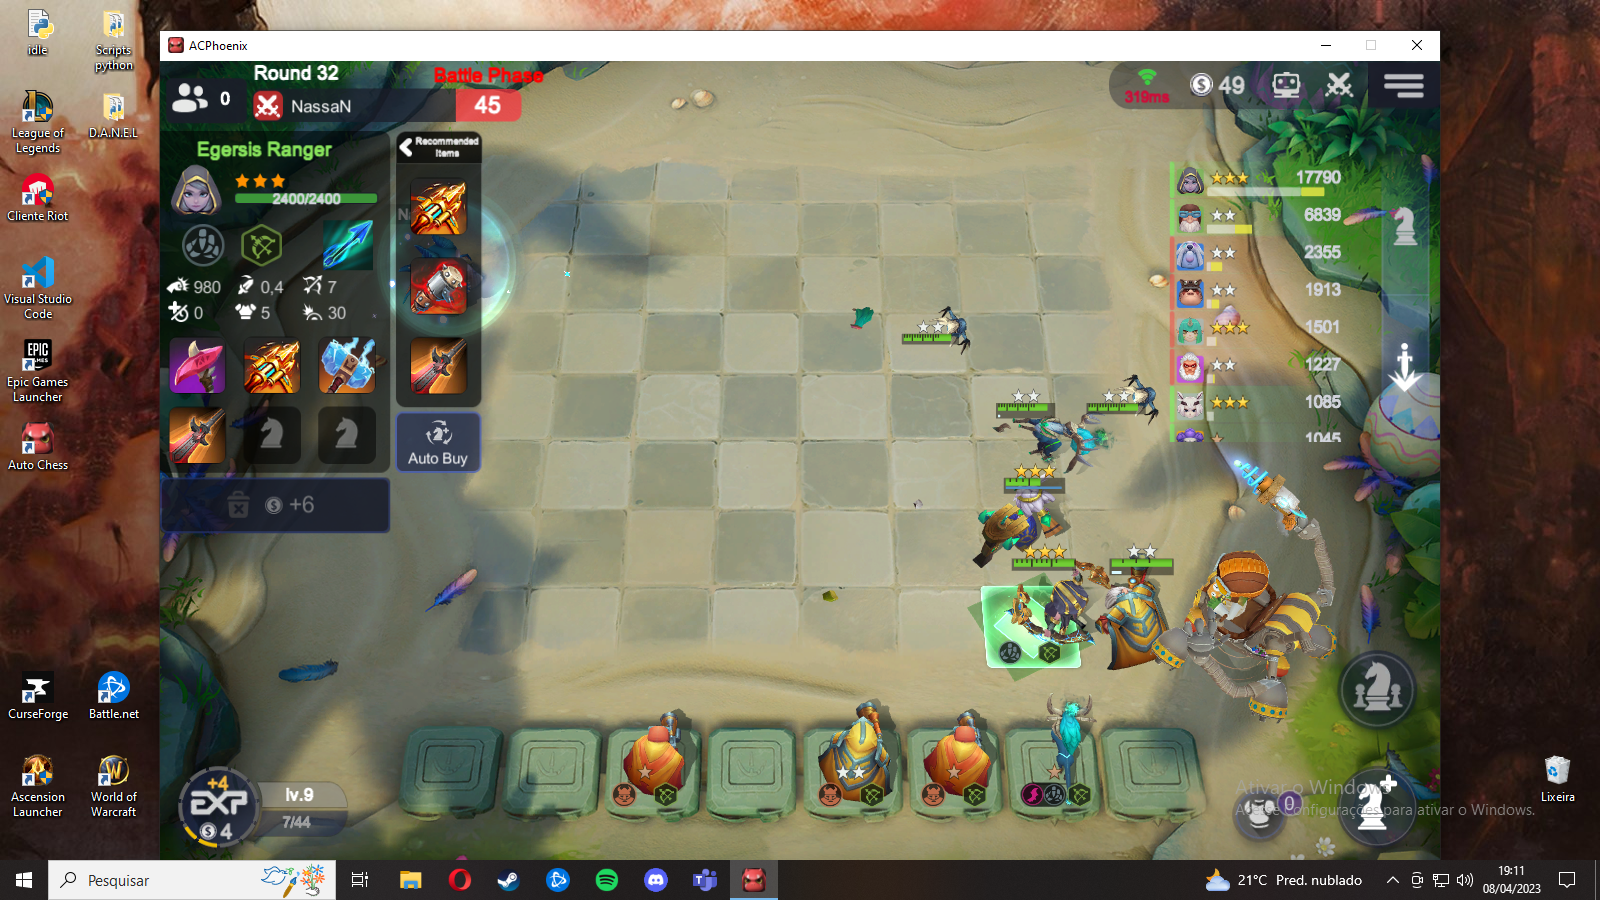 idle
Scripts python
League of Legends
D.A.N.E.L
Cliente Riot
Visual Studio Code
Epic Games Launcher
Auto Chess
CurseForge
Battle.net
Ascension Launcher
World of Warcraft
Lixeira
ACPhoenix
0
Round 32
Battle Phase
NassaN
45
319ms
49
Egersis Ranger
2400/2400
980
0,4
7
0
5
30
+6
Recommended Items
Auto Buy
17790
6839
2355
1913
1501
1227
1085
1045
+4
EXP
4
lv.9
7/44
0
Ativar o Windows
Acesse Configurações para ativar o Windows.
Pesquisar
21°C Pred. nublado
19:11
08/04/2023